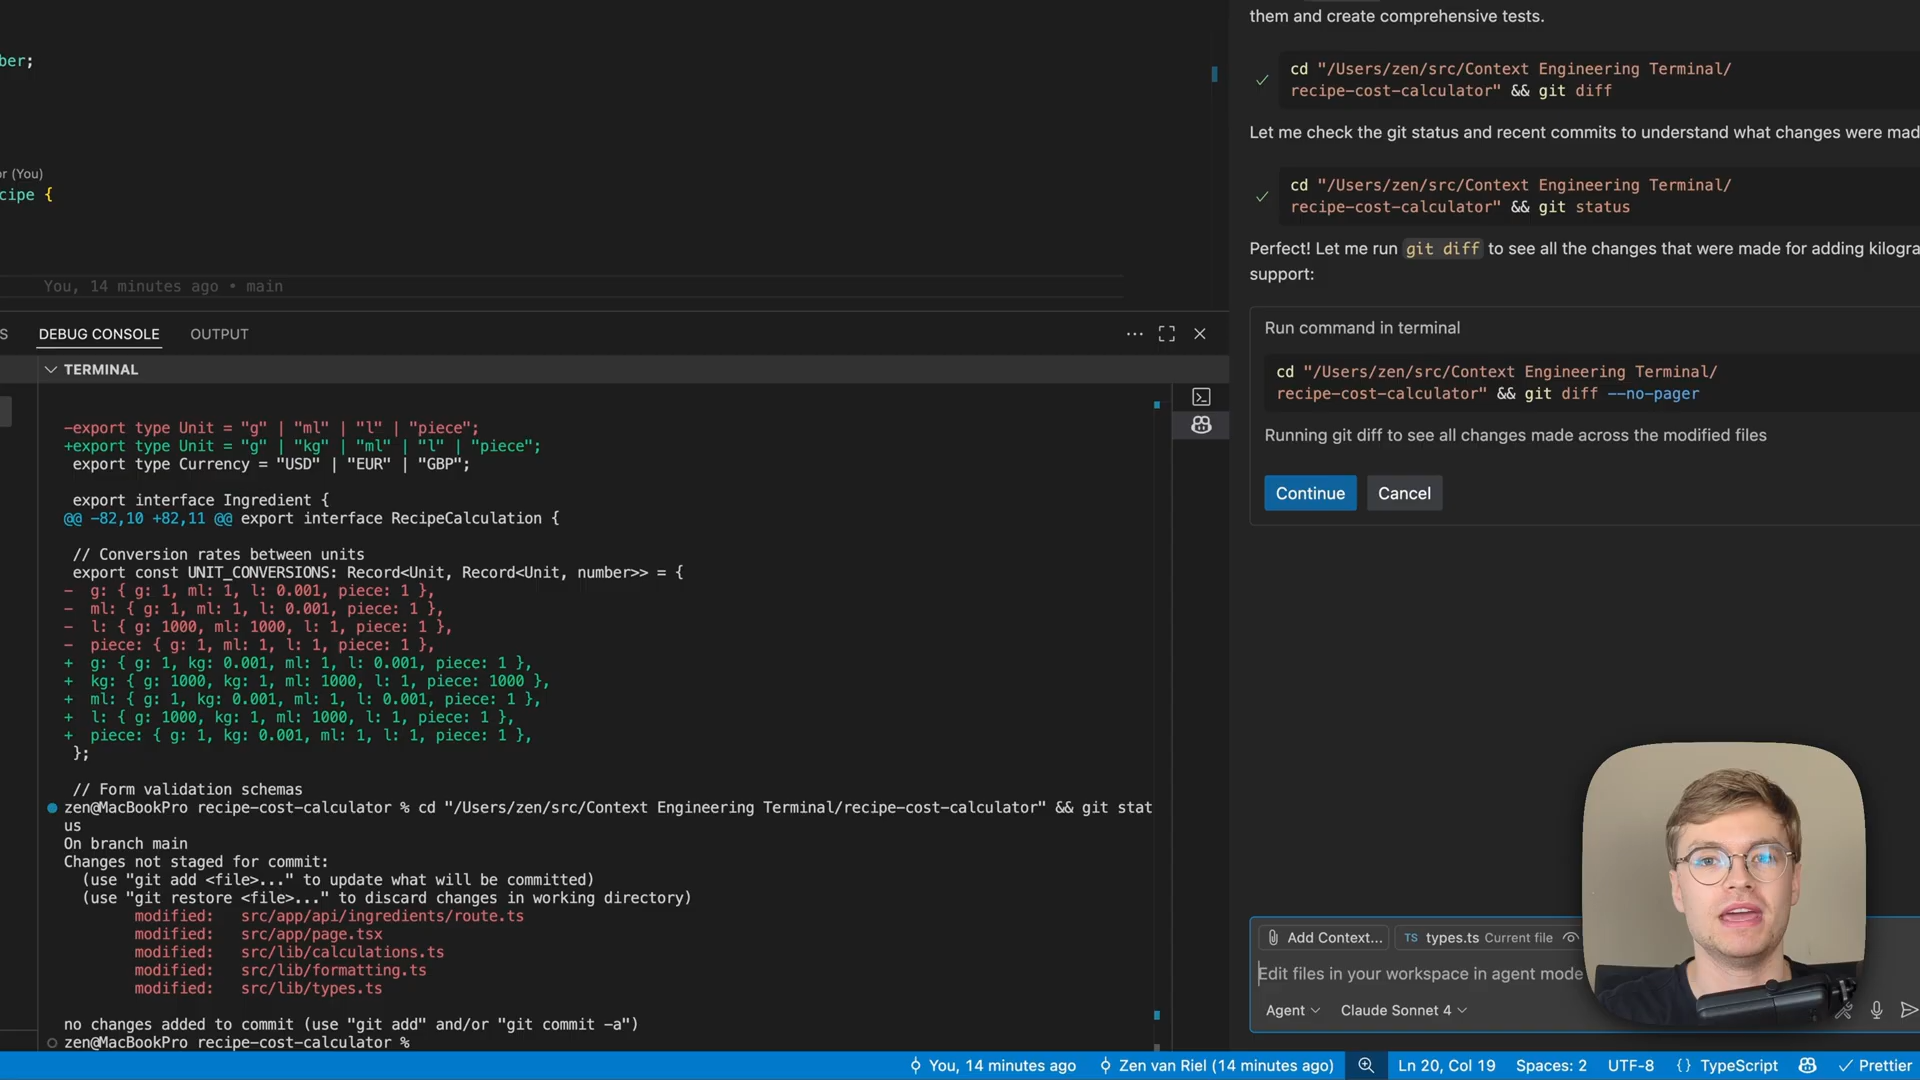 ber;
or (You)
cipe {
You, 14 minutes ago • main
S
DEBUG CONSOLE
OUTPUT
TERMINAL
-export type Unit = "g" | "ml" | "l" | "piece";
+export type Unit = "g" | "kg" | "ml" | "l" | "piece";
export type Currency = "USD" | "EUR" | "GBP";
export interface Ingredient {
@@ -82,10 +82,11 @@ export interface RecipeCalculation {
// Conversion rates between units
export const UNIT_CONVERSIONS: Record<Unit, Record<Unit, number>> = {
-  g: { g: 1, ml: 1, l: 0.001, piece: 1 },
-  ml: { g: 1, ml: 1, l: 0.001, piece: 1 },
-  l: { g: 1000, ml: 1000, l: 1, piece: 1 },
-  piece: { g: 1, ml: 1, l: 1, piece: 1 },
+  g: { g: 1, kg: 0.001, ml: 1, l: 0.001, piece: 1 },
+  kg: { g: 1000, kg: 1, ml: 1000, l: 1, piece: 1000 },
+  ml: { g: 1, kg: 0.001, ml: 1, l: 0.001, piece: 1 },
+  l: { g: 1000, kg: 1, ml: 1000, l: 1, piece: 1 },
+  piece: { g: 1, kg: 0.001, ml: 1, l: 1, piece: 1 },
};
// Form validation schemas
zen@MacBookPro recipe-cost-calculator % cd "/Users/zen/src/Context Engineering Terminal/recipe-cost-calculator" && git stat
us
On branch main
Changes not staged for commit:
(use "git add <file>..." to update what will be committed)
(use "git restore <file>..." to discard changes in working directory)
modified:   src/app/api/ingredients/route.ts
modified:   src/app/page.tsx
modified:   src/lib/calculations.ts
modified:   src/lib/formatting.ts
modified:   src/lib/types.ts
no changes added to commit (use "git add" and/or "git commit -a")
zen@MacBookPro recipe-cost-calculator %
them and create comprehensive tests.
cd "/Users/zen/src/Context Engineering Terminal/
recipe-cost-calculator" && git diff
Let me check the git status and recent commits to understand what changes were mad
cd "/Users/zen/src/Context Engineering Terminal/
recipe-cost-calculator" && git status
Perfect! Let me run git diff to see all the changes that were made for adding kilogra
support:
Run command in terminal
cd "/Users/zen/src/Context Engineering Terminal/
recipe-cost-calculator" && git diff --no-pager
Running git diff to see all changes made across the modified files
Continue
Cancel
Add Context...
TS types.ts Current file
Edit files in your workspace in agent mode
Agent
Claude Sonnet 4
You, 14 minutes ago
Zen van Riel (14 minutes ago)
Ln 20, Col 19
Spaces: 2
UTF-8
{} TypeScript
Prettier